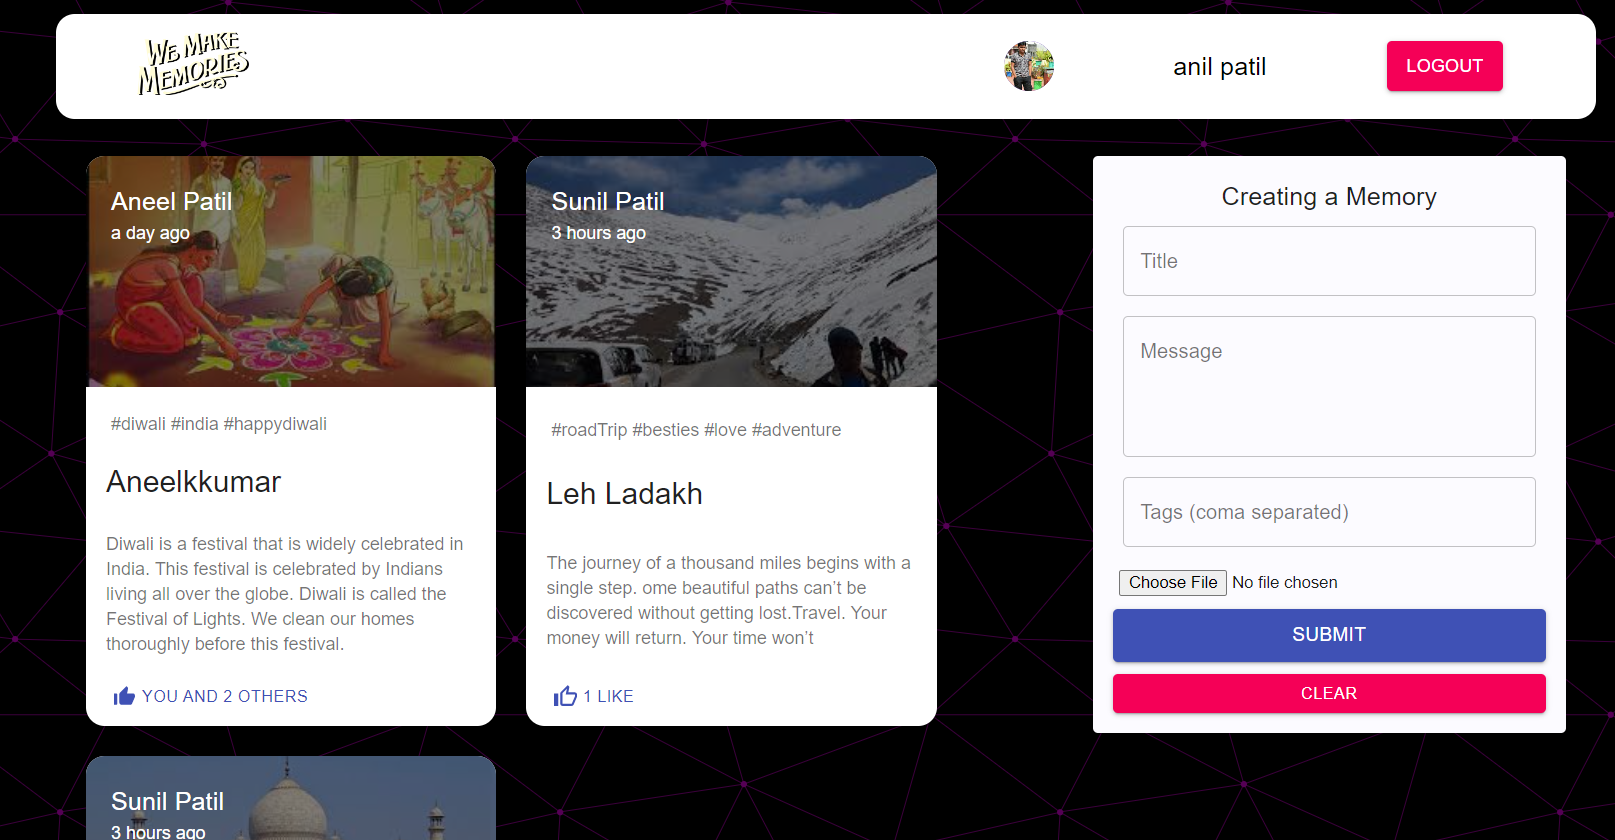 WE MAKE
MEMORIES
anil patil
LOGOUT
Aneel Patil
a day ago
#diwali #india #happydiwali
Aneelkkumar
Diwali is a festival that is widely celebrated in
India. This festival is celebrated by Indians
living all over the globe. Diwali is called the
Festival of Lights. We clean our homes
thoroughly before this festival.
YOU AND 2 OTHERS
Sunil Patil
3 hours ago
#roadTrip #besties #love #adventure
Leh Ladakh
The journey of a thousand miles begins with a
single step. ome beautiful paths can’t be
discovered without getting lost.Travel. Your
money will return. Your time won’t
1 LIKE
Sunil Patil
3 hours ago
Creating a Memory
Title
Message
Tags (coma separated)
Choose File No file chosen
SUBMIT
CLEAR